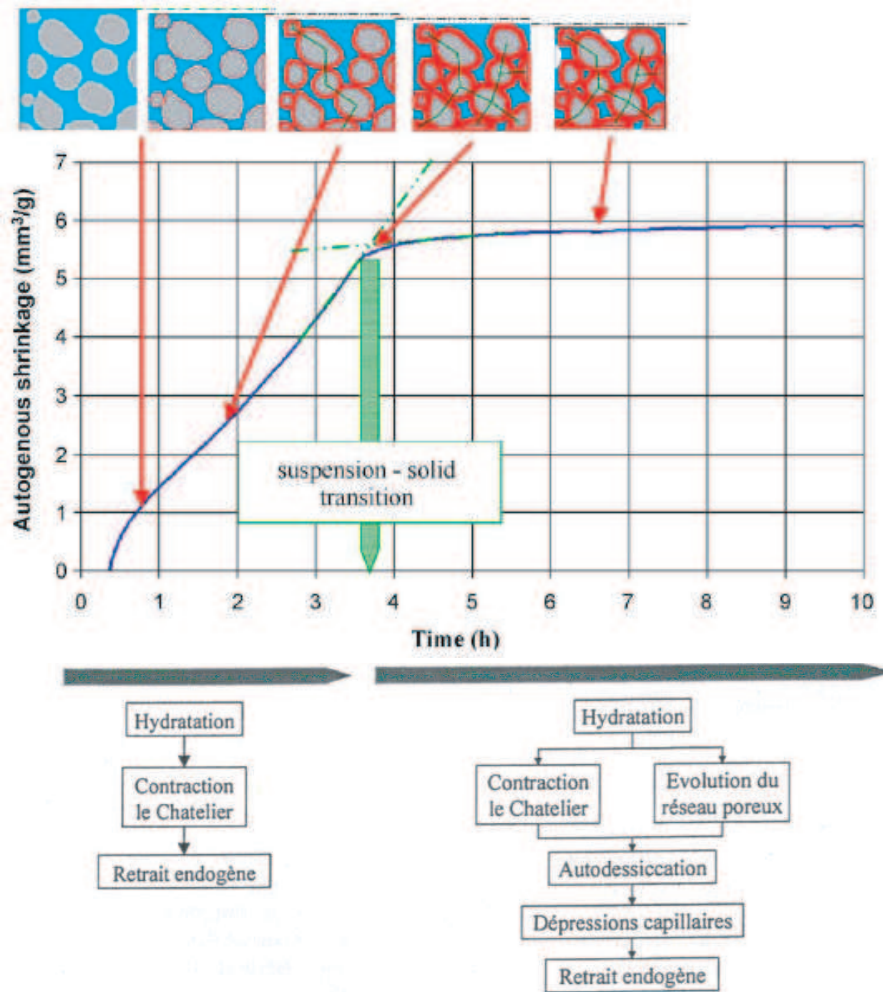 7
6
5
4
3
2
1
0
Autogenous shrinkage (mm³/g)
suspension - solid
transition
0 1 2 3 4 5 6 7 8 9 10
Time (h)
Hydratation
Contraction
le Chatelier
Retrait endogène
Hydratation
Contraction
le Chatelier
Evolution du
réseau poreux
Autodessiccation
Dépressions capillaires
Retrait endogène